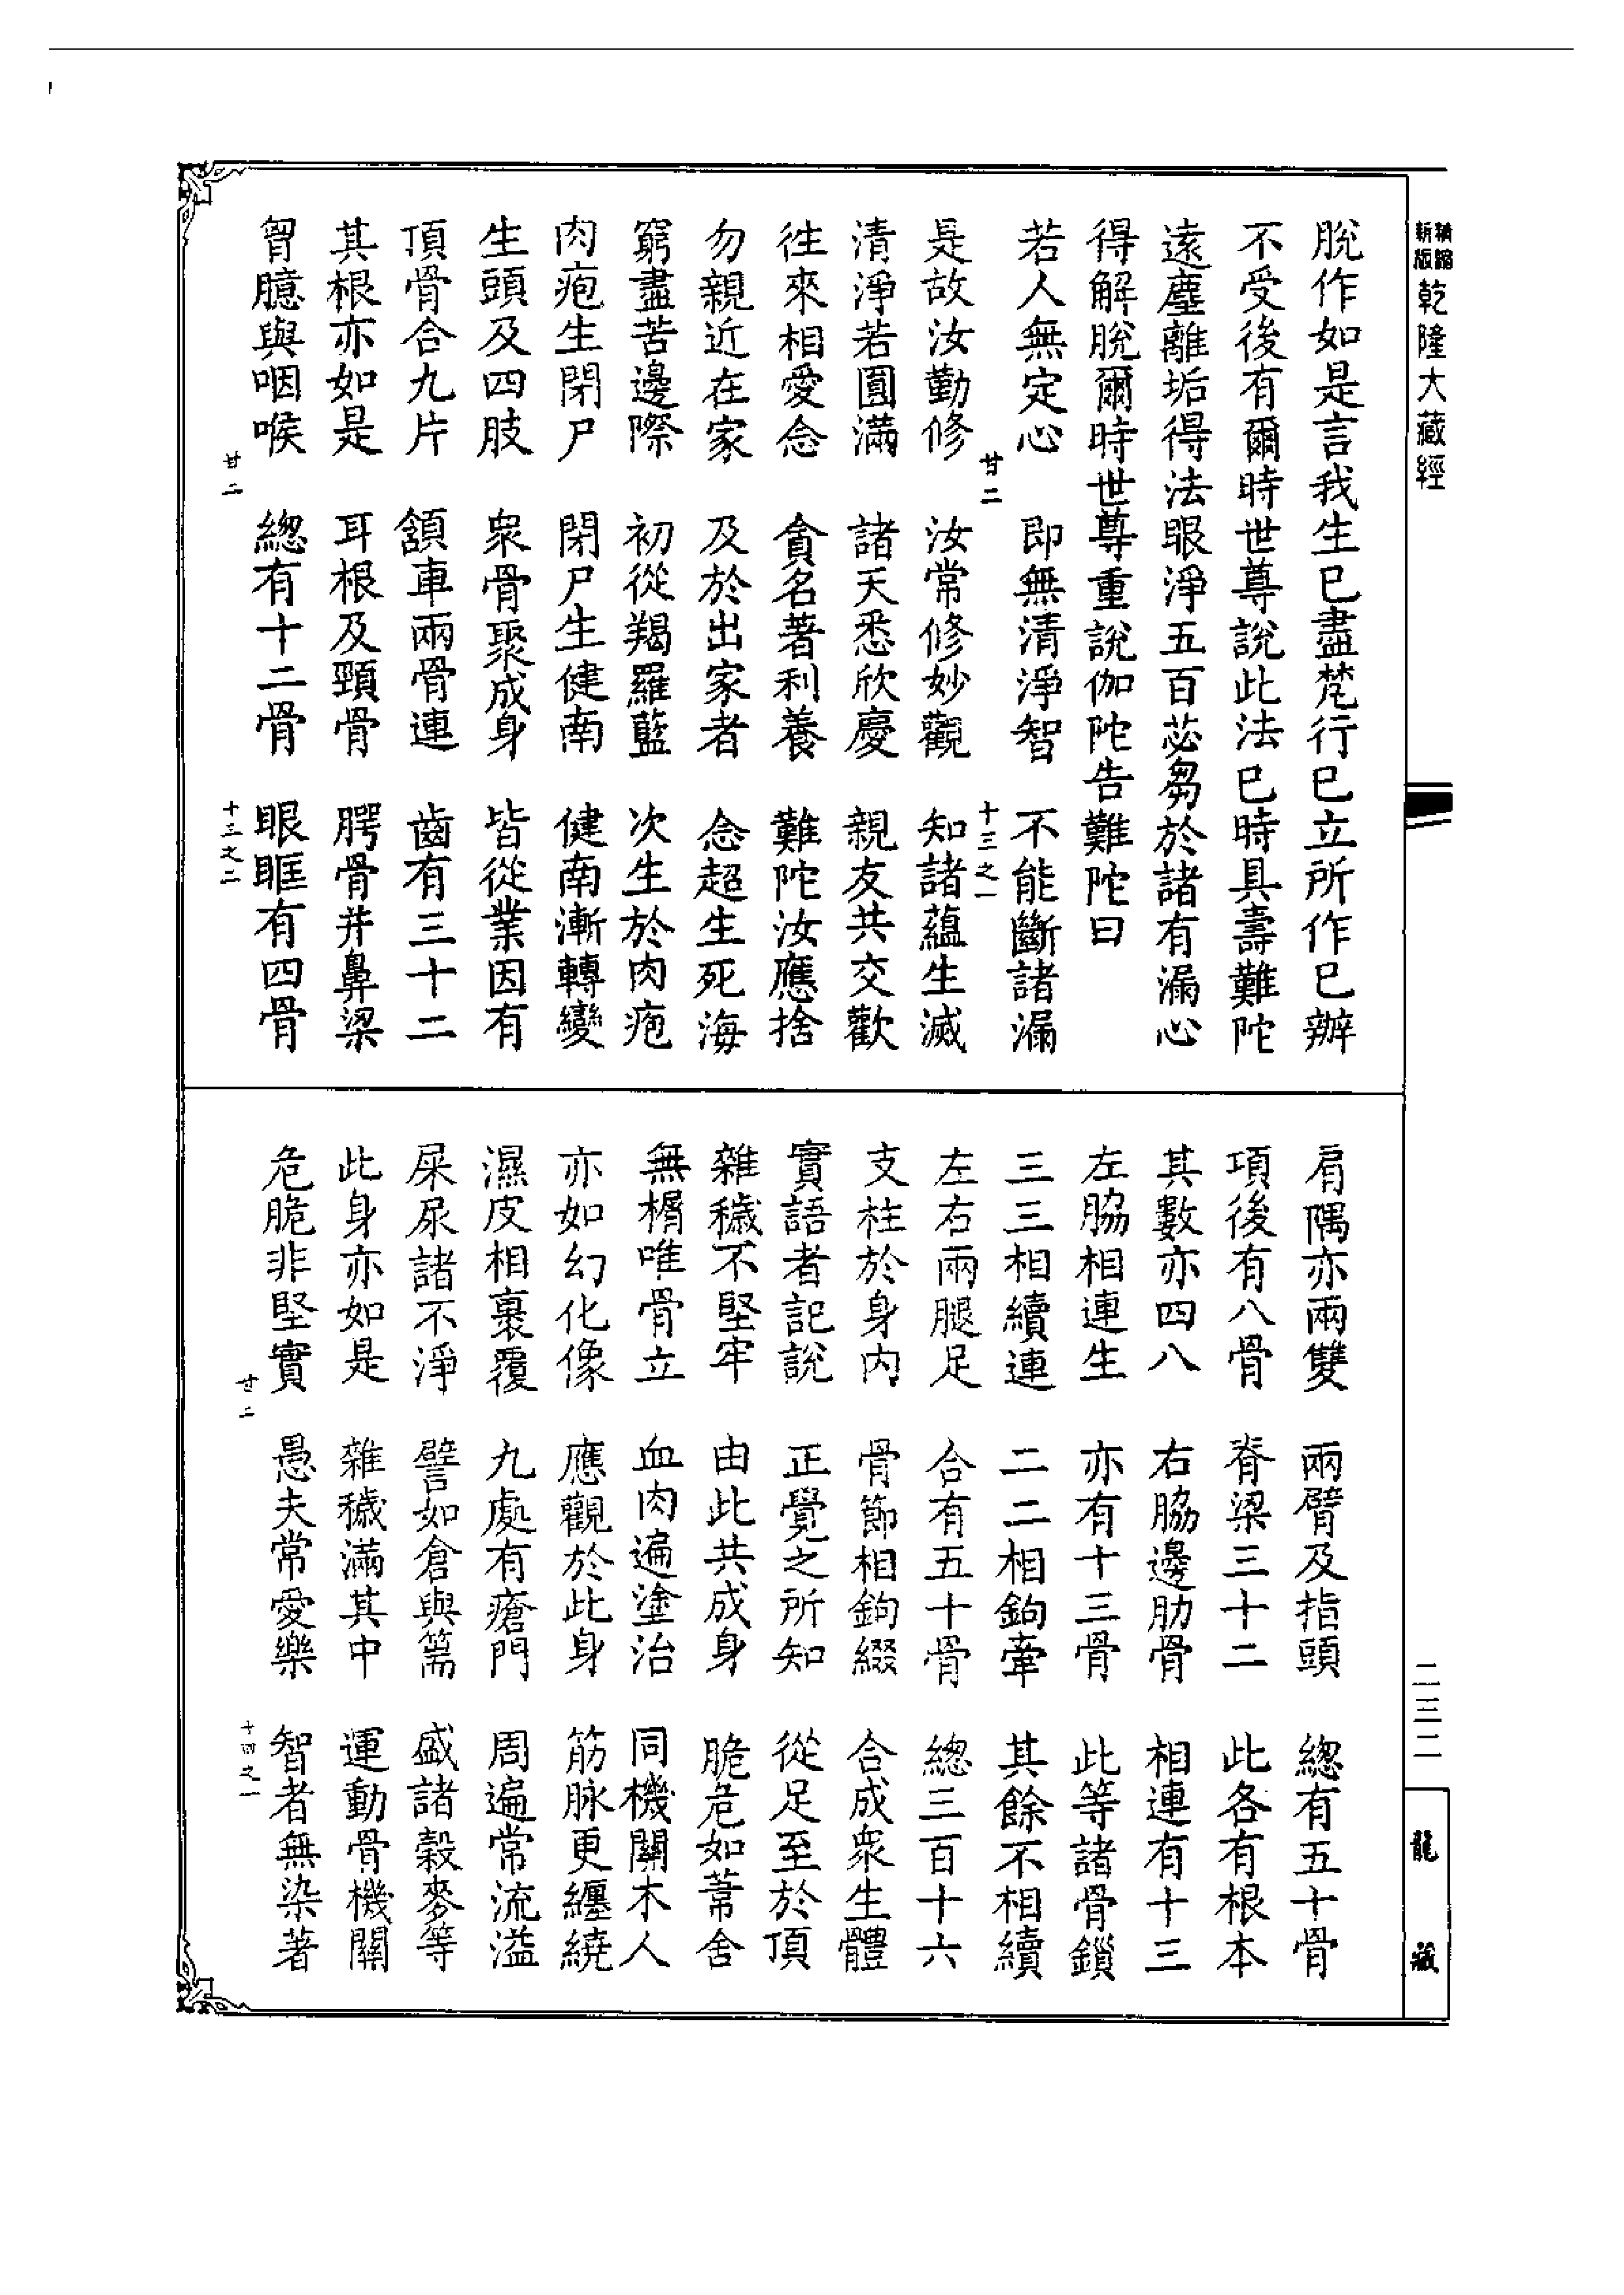 精縮新版乾隆大藏經
脫作如是言我生已盡梵行已立所作已辦
不受後有爾時世尊說此法已時具壽難陀
遠塵離垢得法眼淨五百苾芻於諸有漏心
得解脫爾時世尊重說伽陀告難陀曰
若人無定心 即無清淨智 不能斷諸漏
甘二 十三之一
是故汝勤修 汝常修妙觀 知諸蘊生滅
清淨若圓滿 諸天悉欣慶 親友共交歡
徃來相愛念 貪名著利養 難陀汝應捨
勿親近在家 及於出家者 念超生死海
窮盡苦邊際 初從羯羅藍 次生於肉疱
肉疱生閉尸 閉尸生健南 健南漸轉變
生頭及四肢 衆骨聚成身 皆從業因有
頂骨合九片 頷車兩骨連 齒有三十二
其根亦如是 耳根及頸骨 腭骨并鼻梁
胷臆與咽喉 總有十二骨 眼眶有四骨
甘二 十三之二
肩隅亦兩雙 兩臂及指頭 總有五十骨
項後有八骨 脊梁三十二 此各有根本
其數亦四八 右脇邊肋骨 相連有十三
左脇相連生 亦有十三骨 此等諸骨鎖
三三相續連 二二相鉤牽 其餘不相續
左右兩腿足 合有五十骨 總三百十六
支柱於身内 骨節相鉤綴 合成衆生體
實語者記說 正覺之所知 從足至於頂
雜穢不堅牢 由此共成身 脆危如葦舍
無楣唯骨立 血肉遍塗治 同機關木人
亦如幻化像 應觀於此身 筋脉更纏繞
濕皮相裹覆 九處有瘡門 周遍常流溢
屎尿諸不淨 譬如倉與篅 盛諸穀麥等
此身亦如是 雜穢滿其中 運動骨機關
危脆非堅實 愚夫常愛樂 智者無染著
甘二 十四之一
二三二
龍藏